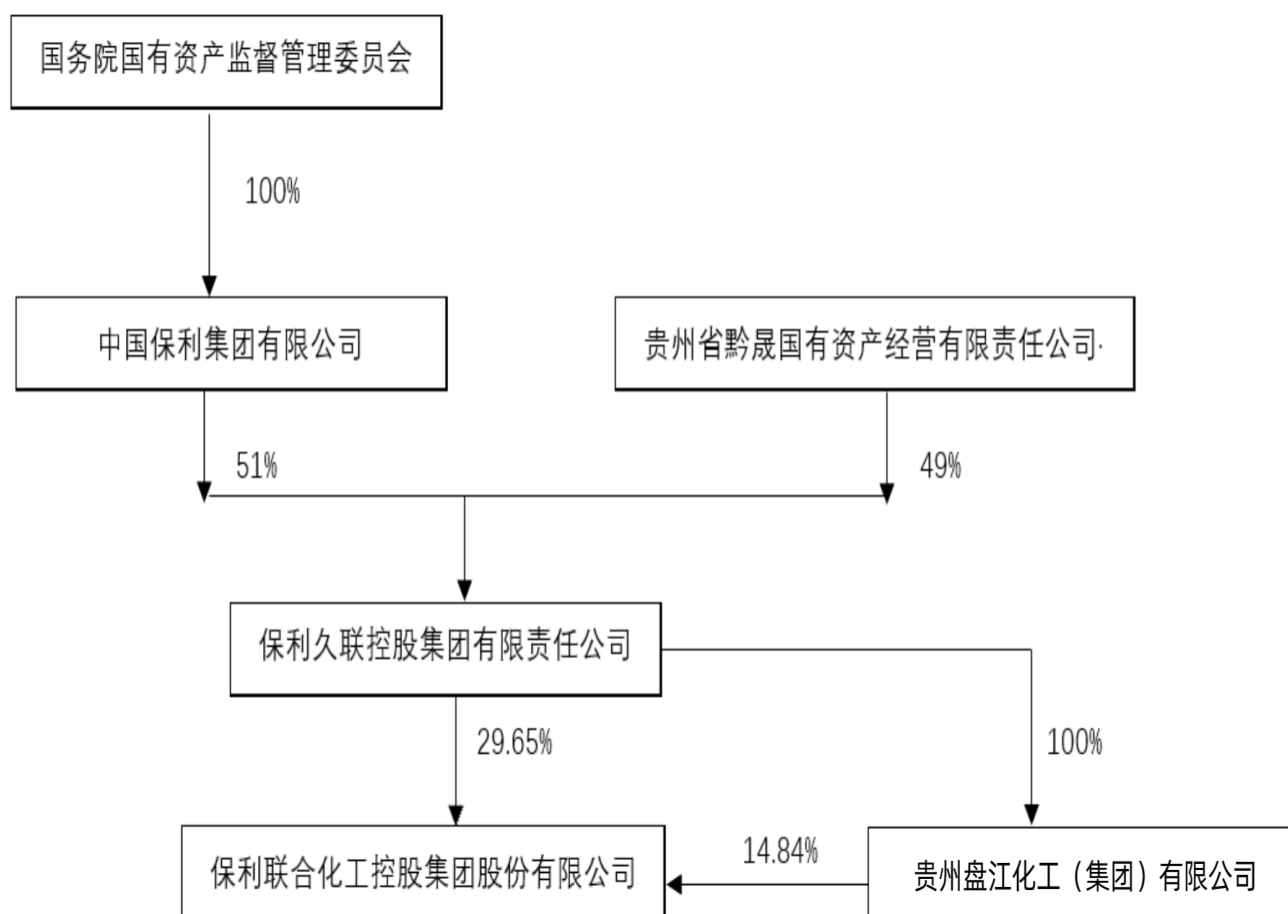 国务院国有资产监督管理委员会
100%
中国保利集团有限公司
贵州省黔晟国有资产经营有限责任公司·
51%
49%
保利久联控股集团有限责任公司
29.65%
100%
保利联合化工控股集团股份有限公司
14.84%
贵州盘江化工（集团）有限公司